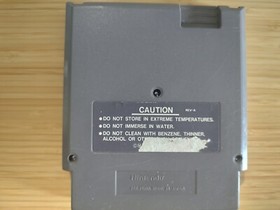 CAUTION
●DO NOT STORE IN EXTREME TEMPERATURES.
●DO NOT IMMERSE IN WATER.
●DO NOT CLEAN WITH BENZENE, THINNER,
ALCOHOL OR
Nintendo